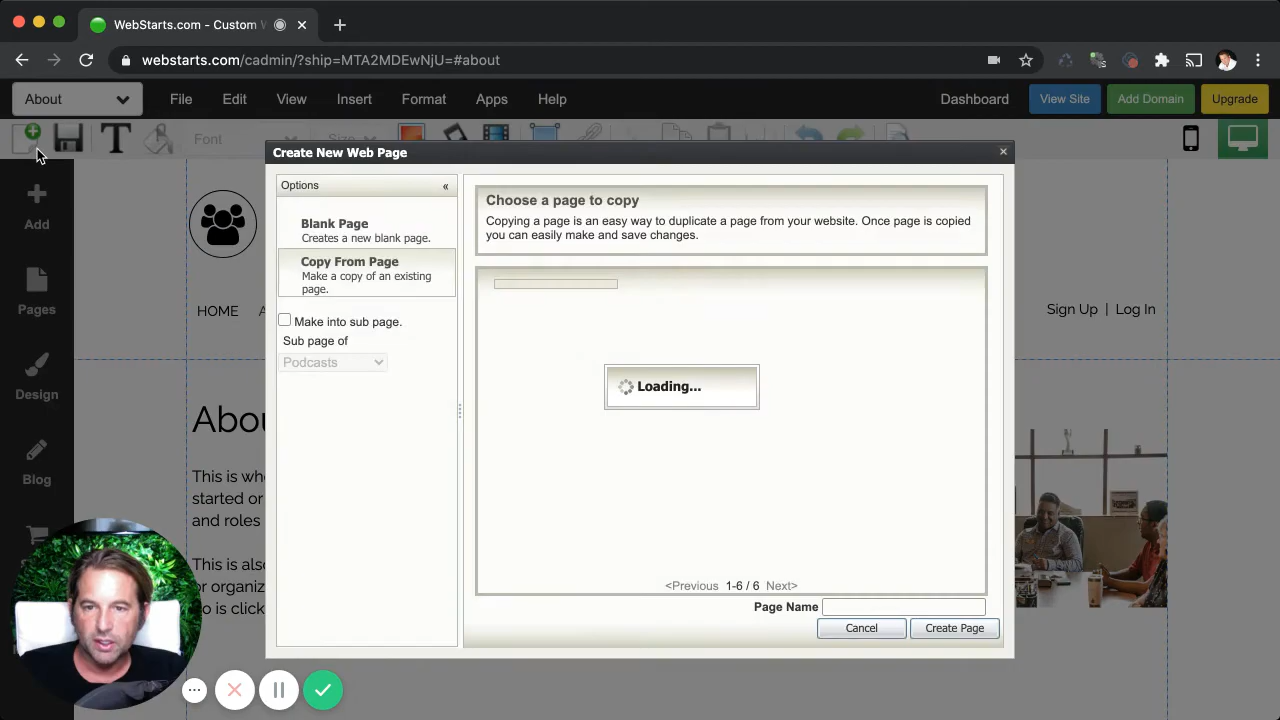 WebStarts.com - Custom W
webstarts.com/cadmin/?ship=MTA2MDEwNjU=#about
About
File
Edit
View
Insert
Format
Apps
Help
Dashboard
View Site
Add Domain
Upgrade
T
Font
Size
Create New Web Page
Options
«
Blank Page
Creates a new blank page.
Copy From Page
Make a copy of an existing
page.
Make into sub page.
Sub page of
Podcasts
Choose a page to copy
Copying a page is an easy way to duplicate a page from your website. Once page is copied
you can easily make and save changes.
Loading...
<Previous 1-6 / 6 Next>
Page Name
Cancel
Create Page
Add
Pages
Design
Blog
HOME
A
Sign Up | Log In
Abou
This is whe
started or
and roles
This is also
or organiz
to is click